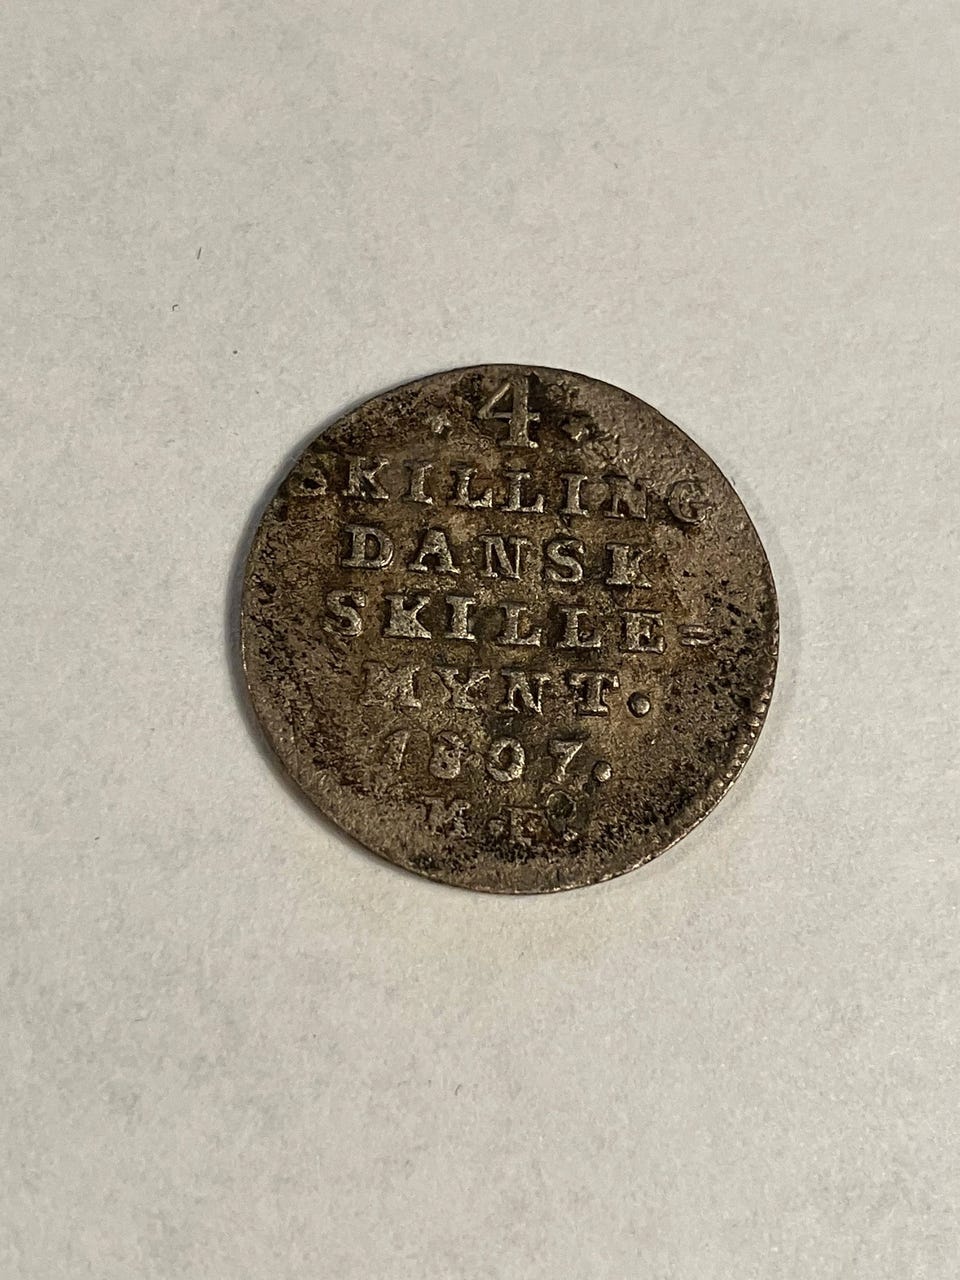 · 4 ·
SKILLING
DANSK
SKILLE=
MYNT.
1807.
M.F.